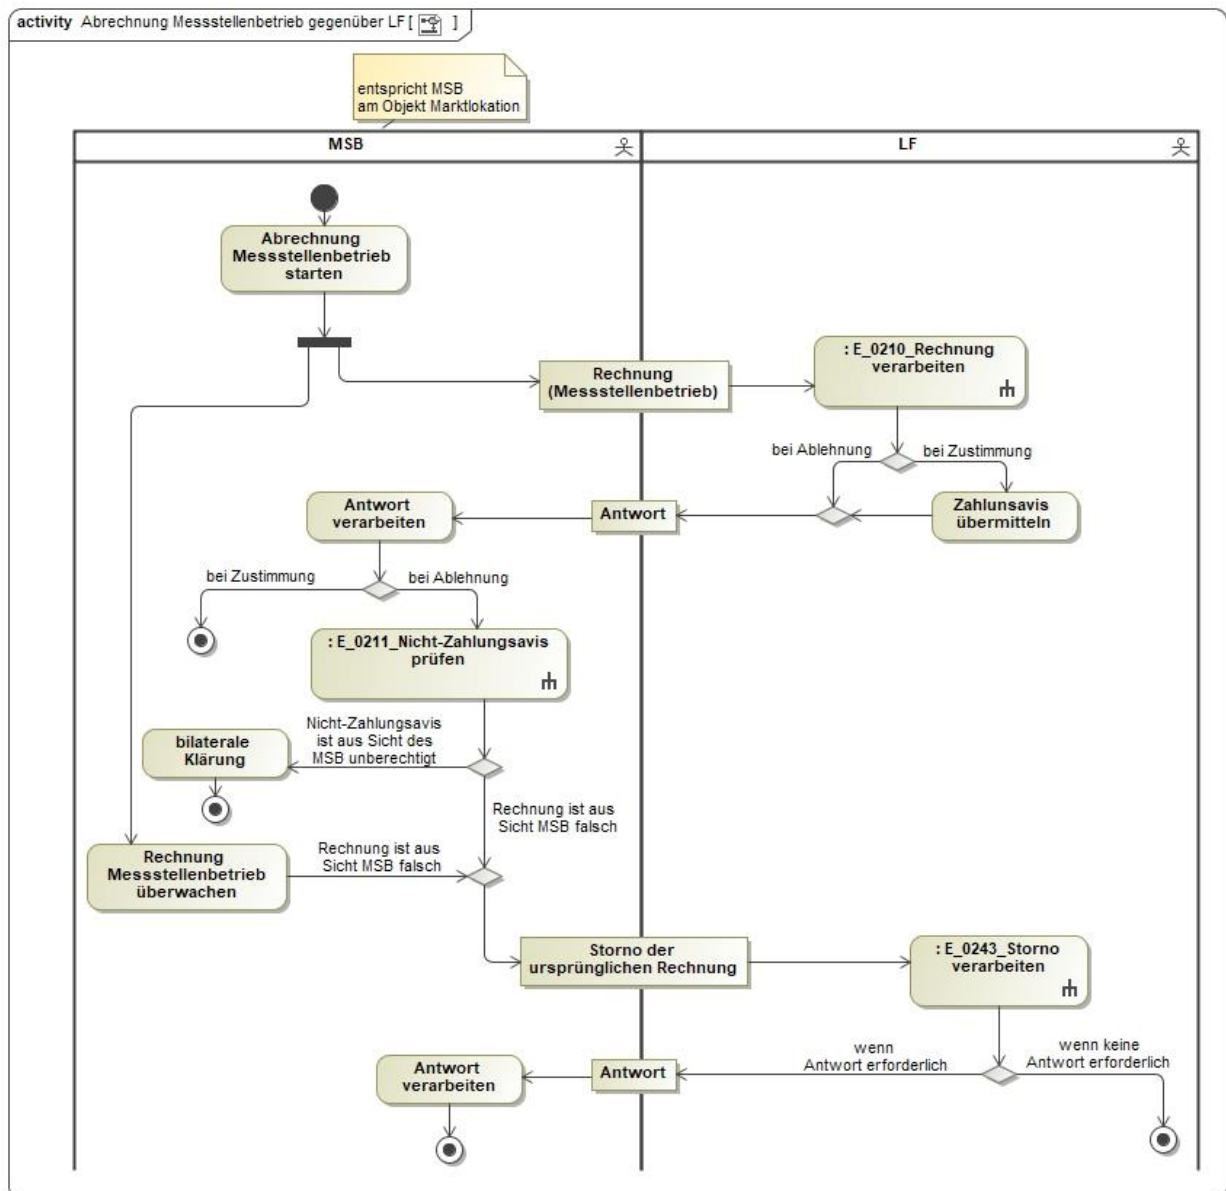 activity Abrechnung Messstellenbetrieb gegenüber LF [ ]
entspricht MSB
am Objekt Marktlokation
MSB
LF
Abrechnung
Messstellenbetrieb
starten
Rechnung
(Messstellenbetrieb)
: E_0210_Rechnung
verarbeiten
bei Ablehnung
bei Zustimmung
Antwort
verarbeiten
Antwort
Zahlunsavis
übermitteln
bei Zustimmung
bei Ablehnung
: E_0211_Nicht-Zahlungsavis
prüfen
Nicht-Zahlungsavis
ist aus Sicht des
MSB unberechtigt
bilaterale
Klärung
Rechnung ist aus
Sicht MSB falsch
Rechnung
Messstellenbetrieb
überwachen
Rechnung ist aus
Sicht MSB falsch
Storno der
ursprünglichen Rechnung
: E_0243_Storno
verarbeiten
wenn
Antwort erforderlich
wenn keine
Antwort erforderlich
Antwort
verarbeiten
Antwort